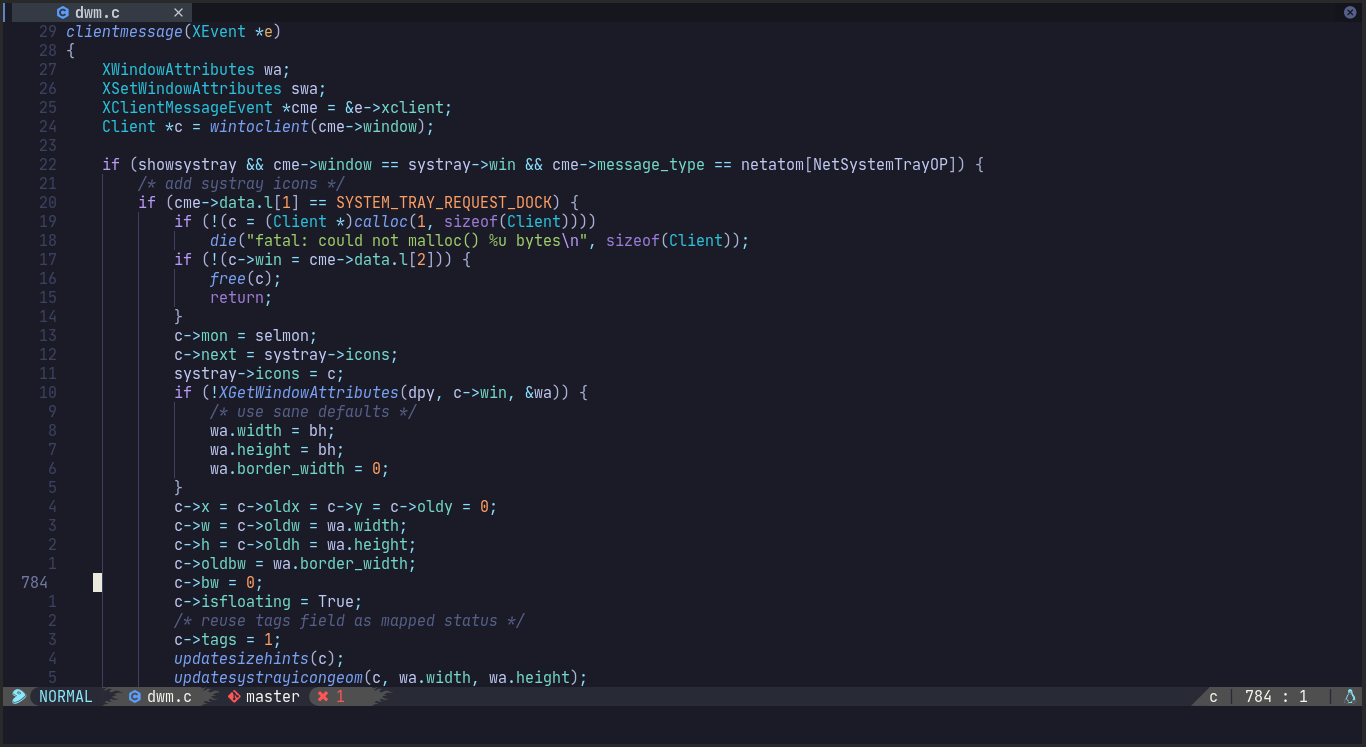 dwm.c ×
29 clientmessage(XEvent *e)
28 {
27     XWindowAttributes wa;
26     XSetWindowAttributes swa;
25     XClientMessageEvent *cme = &e->xclient;
24     Client *c = wintoclient(cme->window);
23
22     if (showsystray && cme->window == systray->win && cme->message_type == netatom[NetSystemTrayOP]) {
21         /* add systray icons */
20         if (cme->data.l[1] == SYSTEM_TRAY_REQUEST_DOCK) {
19             if (!(c = (Client *)calloc(1, sizeof(Client))))
18                 die("fatal: could not malloc() %u bytes\n", sizeof(Client));
17             if (!(c->win = cme->data.l[2])) {
16                 free(c);
15                 return;
14             }
13             c->mon = selmon;
12             c->next = systray->icons;
11             systray->icons = c;
10             if (!XGetWindowAttributes(dpy, c->win, &wa)) {
9                 /* use sane defaults */
8                 wa.width = bh;
7                 wa.height = bh;
6                 wa.border_width = 0;
5             }
4             c->x = c->oldx = c->y = c->oldy = 0;
3             c->w = c->oldw = wa.width;
2             c->h = c->oldh = wa.height;
1             c->oldbw = wa.border_width;
784             c->bw = 0;
1             c->isfloating = True;
2             /* reuse tags field as mapped status */
3             c->tags = 1;
4             updatesizehints(c);
5             updatesystrayicongeom(c, wa.width, wa.height);
NORMAL dwm.c master ✖ 1 c | 784 : 1 |